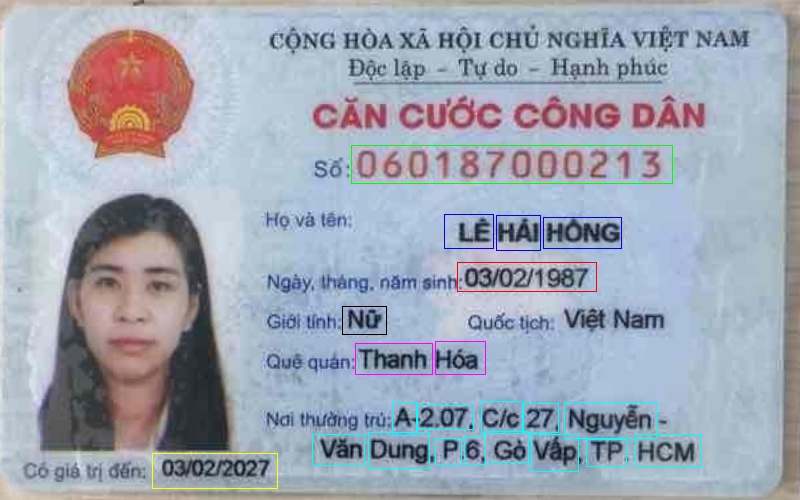 CỘNG HÒA XÃ HỘI CHỦ NGHĨA VIỆT NAM
Độc lập – Tự do – Hạnh phúc
CĂN CƯỚC CÔNG DÂN
Số: 060187000213
Họ và tên: LÊ HẢI HỒNG
Ngày, tháng, năm sinh: 03/02/1987
Giới tính: Nữ Quốc tịch: Việt Nam
Quê quán: Thanh Hóa
Nơi thường trú: A-2.07, C/c 27, Nguyễn -
Văn Dung, P.6, Gò Vấp, TP. HCM
Có giá trị đến: 03/02/2027